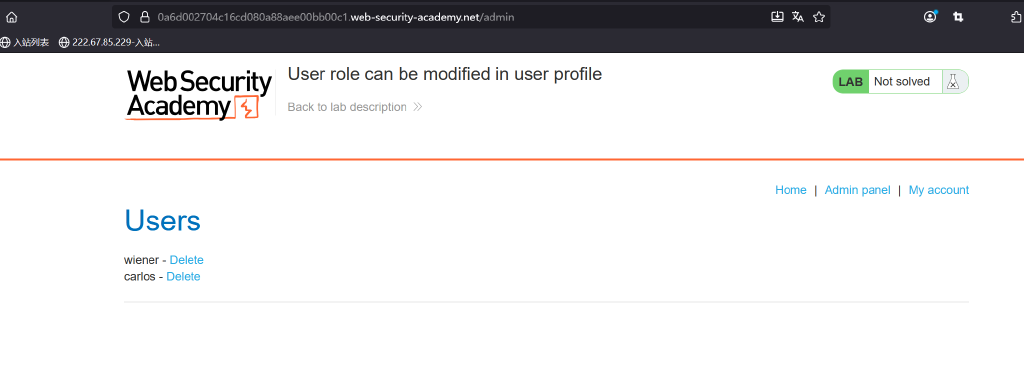 0a6d002704c16cd080a88aee00bb00c1.web-security-academy.net/admin
入站列表 222.67.85.229-入站...
Web Security Academy
User role can be modified in user profile
Back to lab description
LAB Not solved
Home | Admin panel | My account
Users
wiener - Delete
carlos - Delete